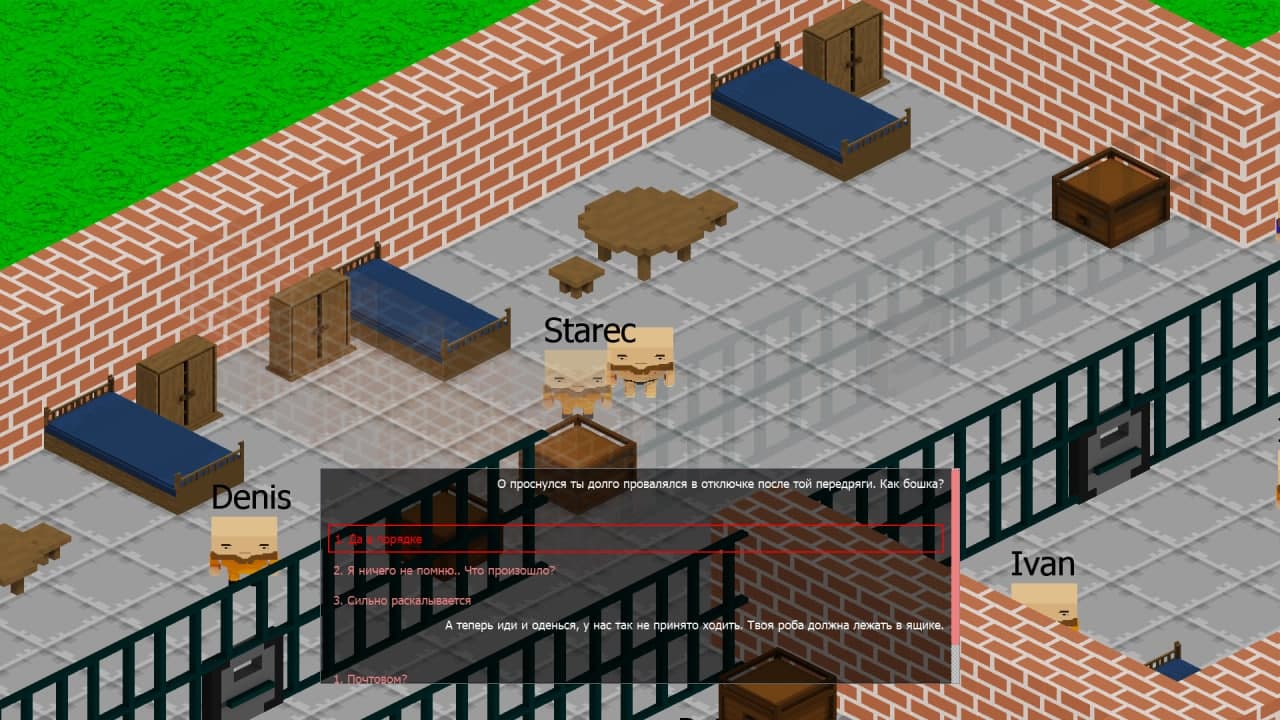 Starec
Denis
О проснулся ты долго провалялся в отключке после той передряги. Как бошка?
1. Да в порядке
2. Я ничего не помню.. Что произошло?
Ivan
3. Сильно раскалывается
А теперь иди и оденься, у нас так не принято ходить. Твоя роба должна лежать в ящике.
1. Почтовом?